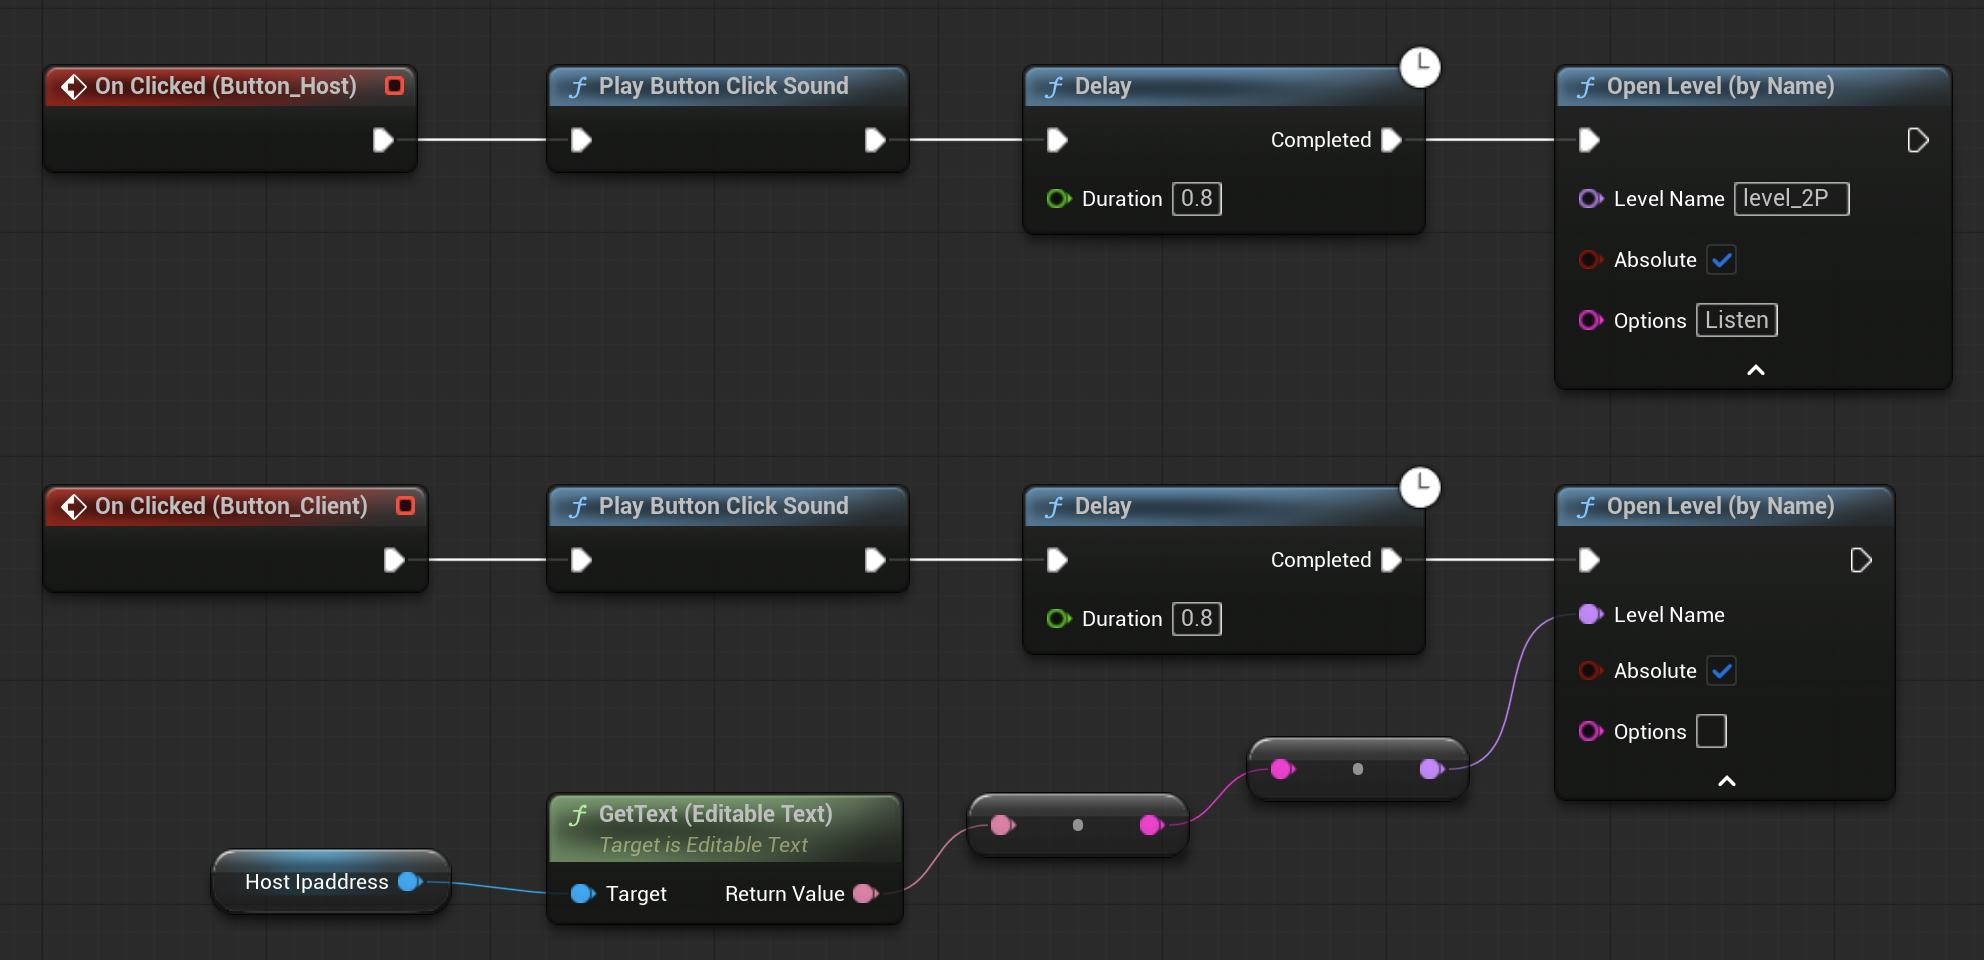 On Clicked (Button_Host)
Play Button Click Sound
Delay
Completed
Duration 0.8
Open Level (by Name)
Level Name level_2P
Absolute
Options Listen
On Clicked (Button_Client)
Play Button Click Sound
Delay
Completed
Duration 0.8
Open Level (by Name)
Level Name
Absolute
Options
Host Ipaddress
GetText (Editable Text)
Target is Editable Text
Target Return Value